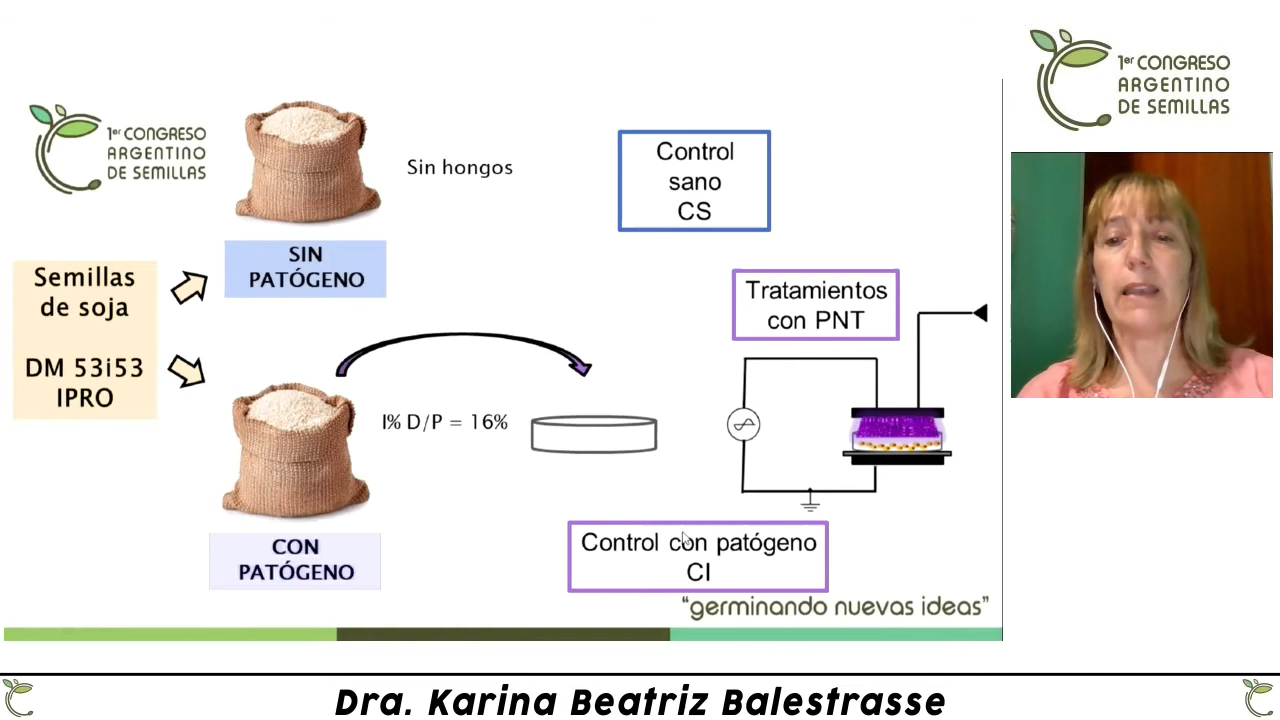 1er CONGRESO
ARGENTINO
DE SEMILLAS
Sin hongos
Control
sano
CS
SIN
PATÓGENO
Semillas
de soja
DM 53i53
IPRO
Tratamientos
con PNT
I% D/P = 16%
CON
PATÓGENO
Control con patógeno
CI
“germinando nuevas ideas”
1er CONGRESO
ARGENTINO
DE SEMILLAS
Dra. Karina Beatriz Balestrasse